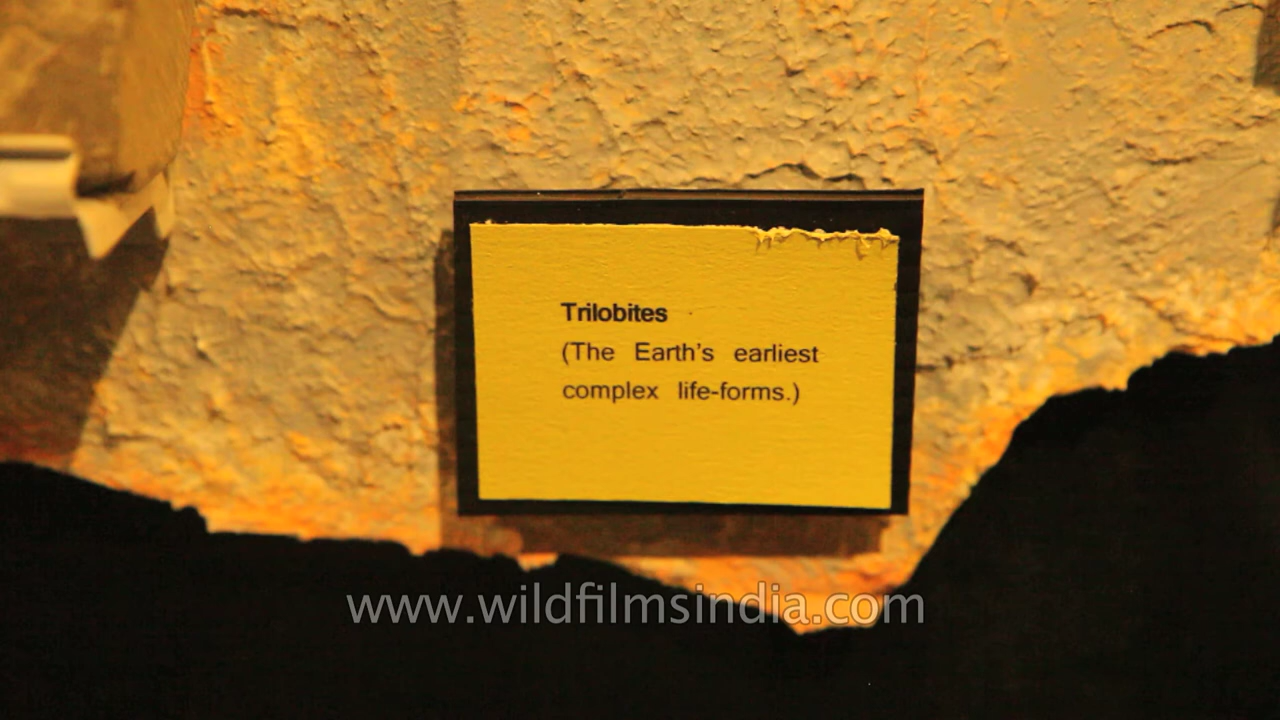 Trilobites
(The Earth's earliest
complex life-forms.)
www.wildfilmsindia.com